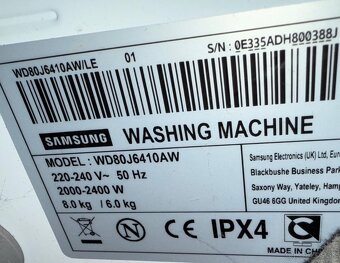 S/N : 0E335ADH800388J
WD80J6410AW/LE 01
SAMSUNG WASHING MACHINE
MODEL : WD80J6410AW
220-240 V~ 50 Hz
2000-2400 W
8.0 kg / 6.0 kg
Samsung Electronics (UK) Ltd, Euro
Blackbushe Business Park
Saxony Way, Yateley, Hamp
GU46 6GG United Kingdom
CE IPX4
MADE IN